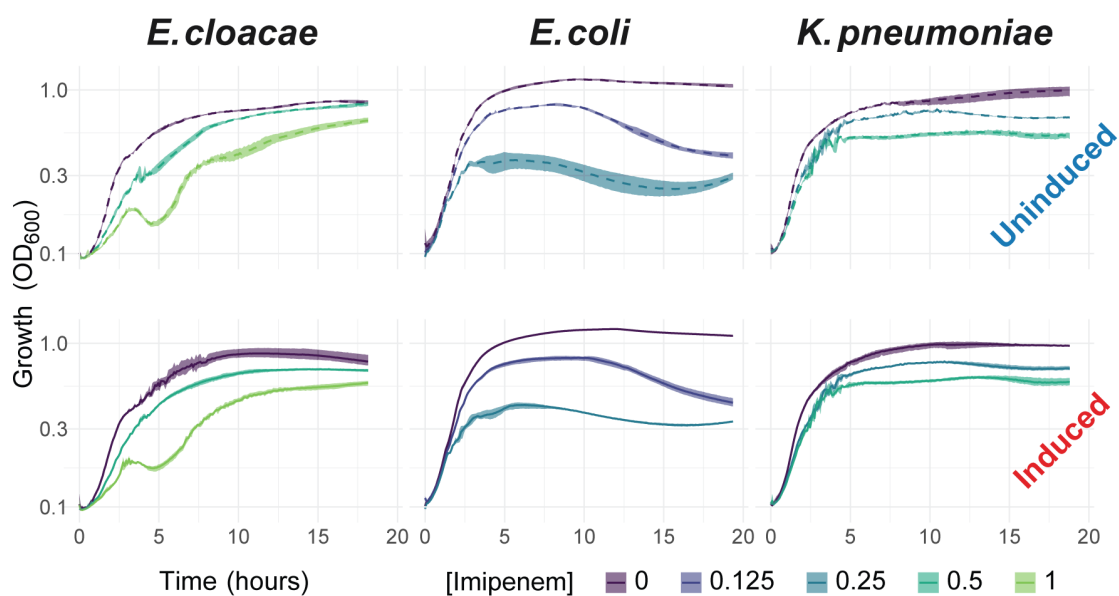 E. cloacae E. coli K. pneumoniae
1.0
0.3
0.1
Uninduced
Growth (OD600)
1.0
0.3
0.1
Induced
0 5 10 15 20 0 5 10 15 20 0 5 10 15 20
Time (hours) [Imipenem] 0 0.125 0.25 0.5 1